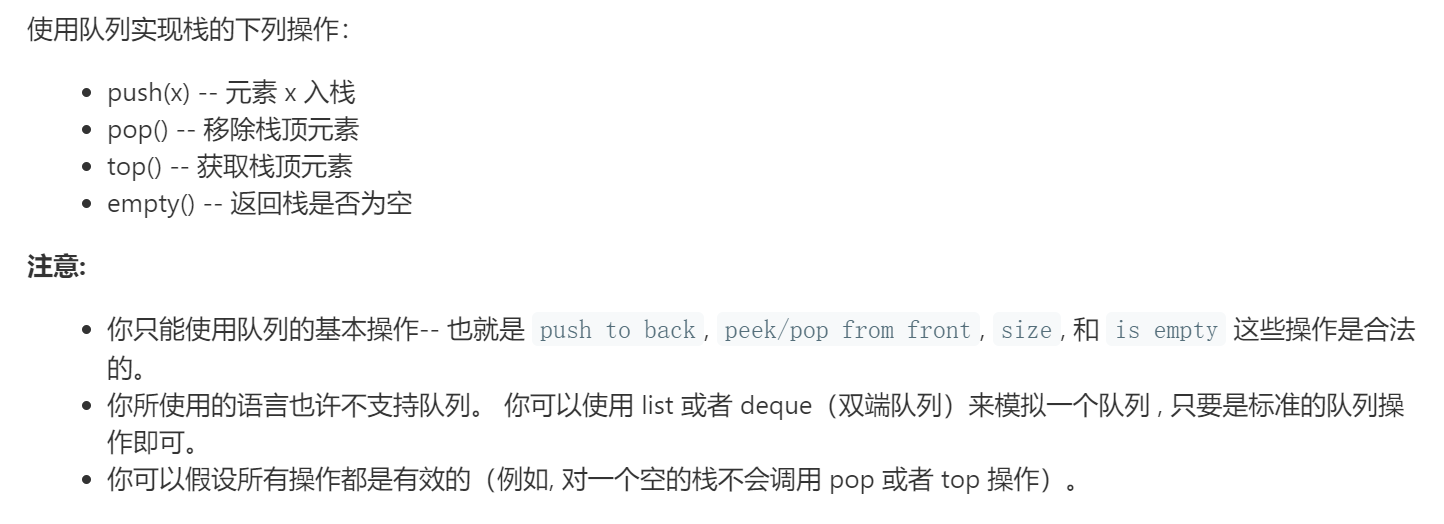 使用队列实现栈的下列操作：
• push(x) -- 元素 x 入栈
• pop() -- 移除栈顶元素
• top() -- 获取栈顶元素
• empty() -- 返回栈是否为空
注意:
• 你只能使用队列的基本操作-- 也就是 push to back, peek/pop from front, size, 和 is empty 这些操作是合法
的。
• 你所使用的语言也许不支持队列。 你可以使用 list 或者 deque（双端队列）来模拟一个队列 , 只要是标准的队列操
作即可。
• 你可以假设所有操作都是有效的（例如, 对一个空的栈不会调用 pop 或者 top 操作）。